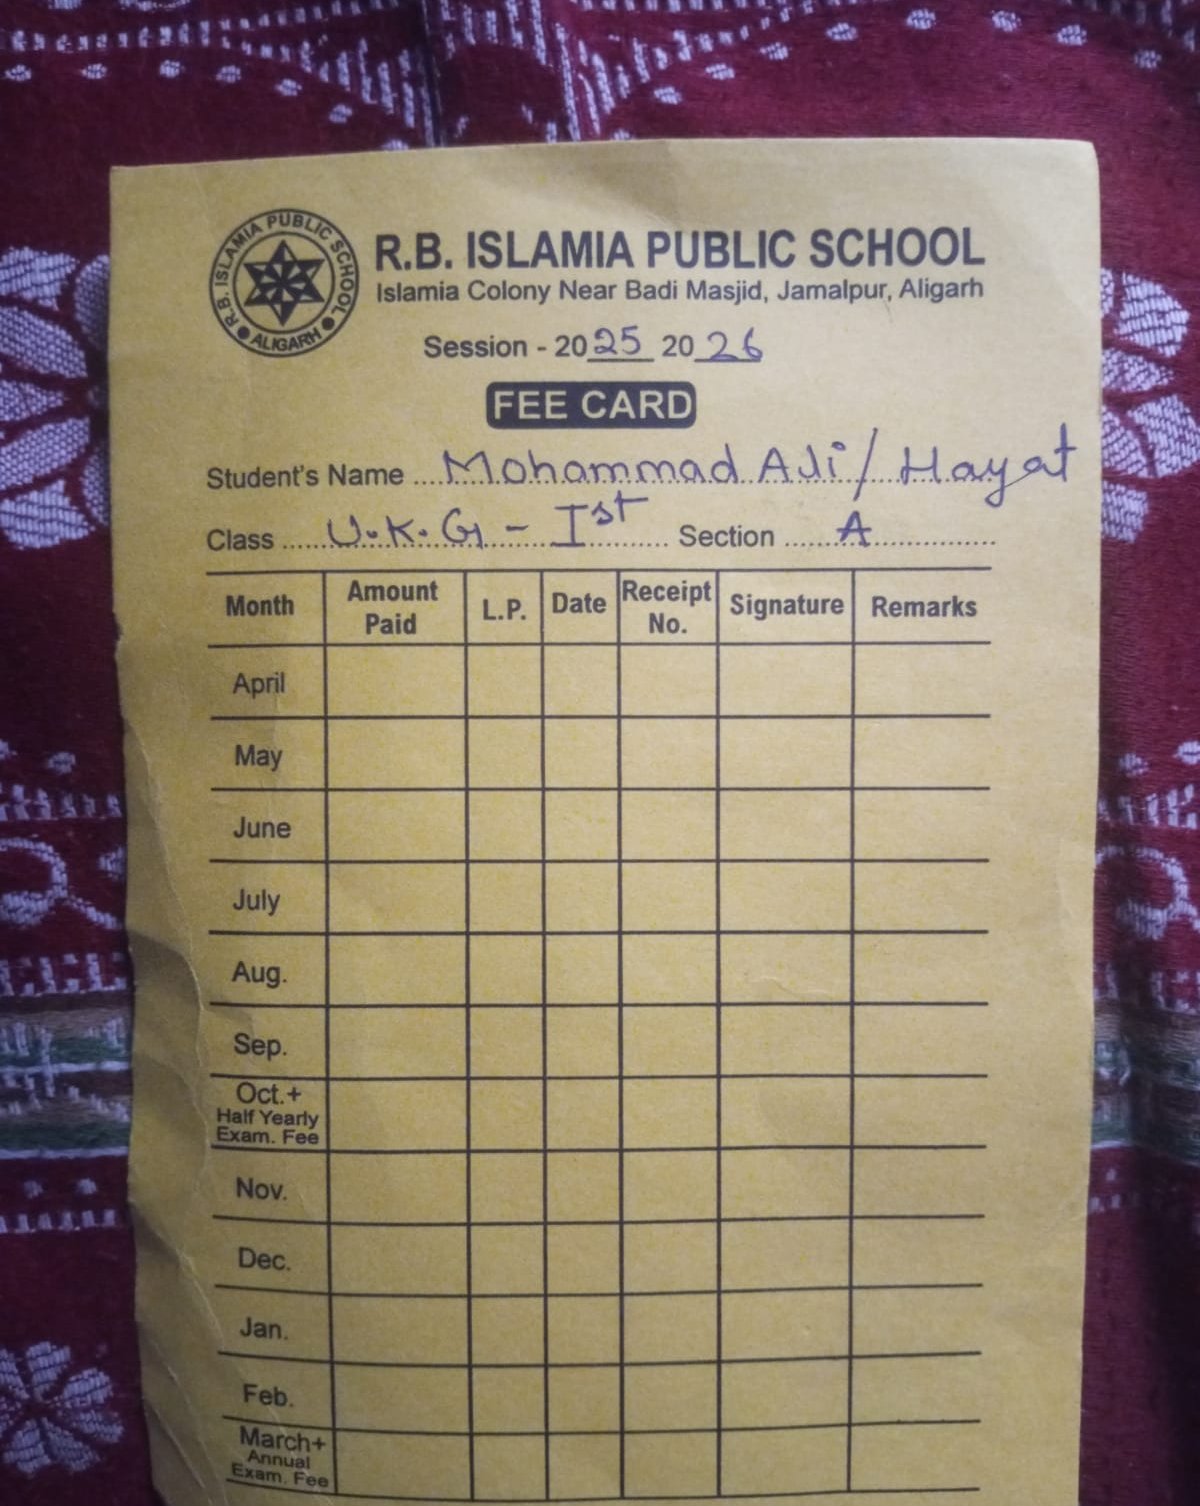 R.B. ISLAMIA PUBLIC SCHOOL
ALIGARH
R.B. ISLAMIA PUBLIC SCHOOL
Islamia Colony Near Badi Masjid, Jamalpur, Aligarh
Session - 2025 2026
FEE CARD
Student's Name Mohammad Ali / Hayat
Class U.K.G - Ist Section A
Month Amount Paid L.P. Date Receipt No. Signature Remarks
April
May
June
July
Aug.
Sep.
Oct.+
Half Yearly
Exam. Fee
Nov.
Dec.
Jan.
Feb.
March+
Annual
Exam. Fee